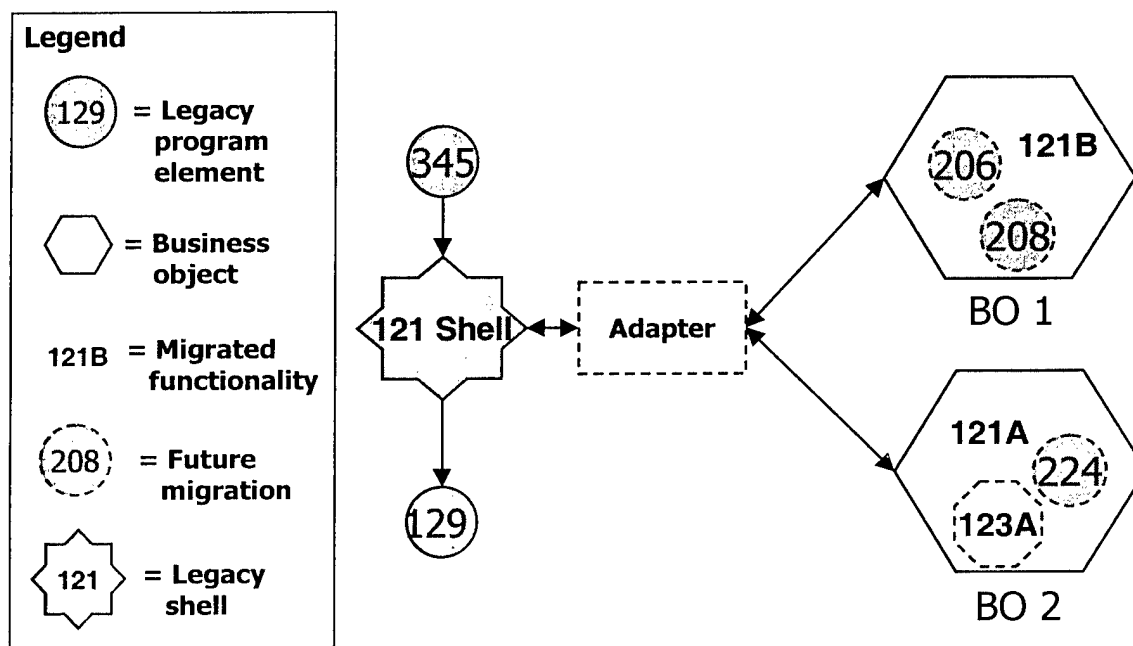 Legend
129 = Legacy
program
element
= Business
object
121B = Migrated
functionality
208 = Future
migration
121 = Legacy
shell
345
121 Shell
129
Adapter
206
121B
208
BO 1
121A
224
123A
BO 2